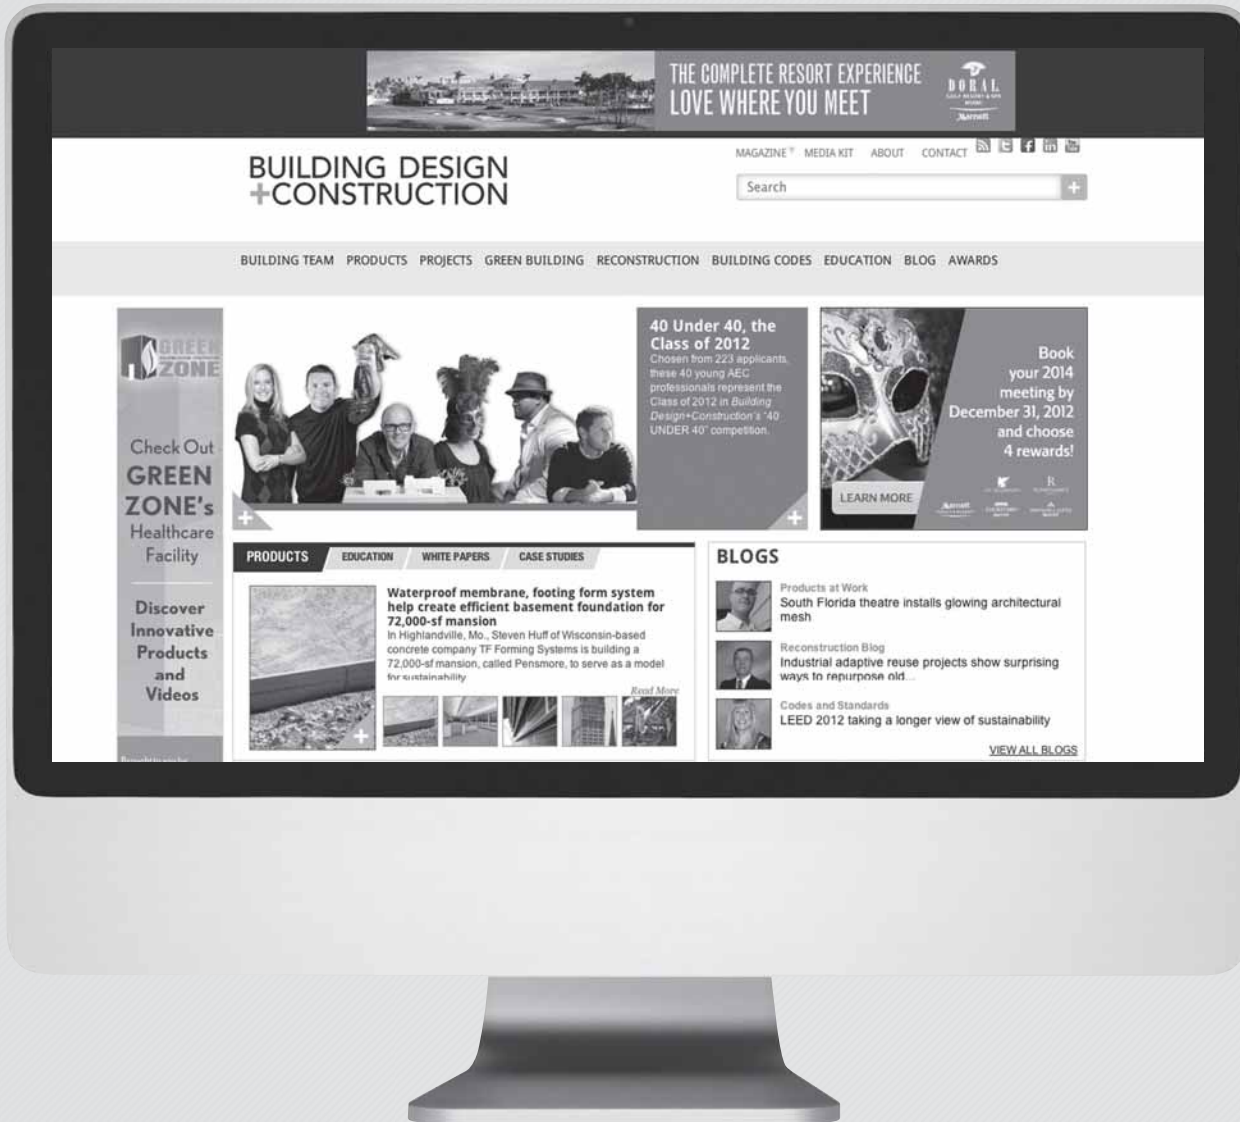 THE COMPLETE RESORT EXPERIENCE
LOVE WHERE YOU MEET
DORAL
Marriott
MAGAZINE MEDIA KIT ABOUT CONTACT
BUILDING DESIGN
+CONSTRUCTION
Search
BUILDING TEAM PRODUCTS PROJECTS GREEN BUILDING RECONSTRUCTION BUILDING CODES EDUCATION BLOG AWARDS
GREEN
ZONE
Check Out
GREEN
ZONE's
Healthcare
Facility
Discover
Innovative
Products
and
Videos
40 Under 40, the
Class of 2012
Chosen from 223 applicants,
these 40 young AEC
professionals represent the
Class of 2012 in Building
Design+Construction's "40
UNDER 40" competition.
Book
your 2014
meeting by
December 31, 2012
and choose
4 rewards!
LEARN MORE
Marriott
PRODUCTS EDUCATION WHITE PAPERS CASE STUDIES
Waterproof membrane, footing form system
help create efficient basement foundation for
72,000-sf mansion
In Highlandville, Mo., Steven Huff of Wisconsin-based
concrete company TF Forming Systems is building a
72,000-sf mansion, called Pensmore, to serve as a model
for sustainability
Read More
BLOGS
Products at Work
South Florida theatre installs glowing architectural
mesh
Reconstruction Blog
Industrial adaptive reuse projects show surprising
ways to repurpose old...
Codes and Standards
LEED 2012 taking a longer view of sustainability
VIEW ALL BLOGS